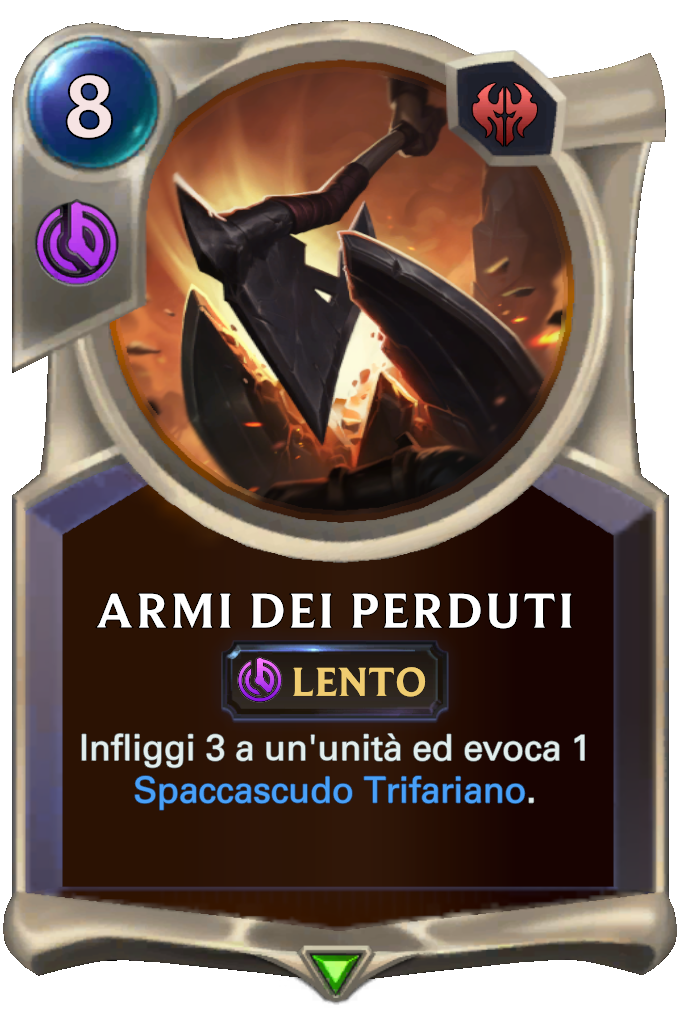 8
ARMI DEI PERDUTI
LENTO
Infliggi 3 a un'unità ed evoca 1
Spaccascudo Trifariano.